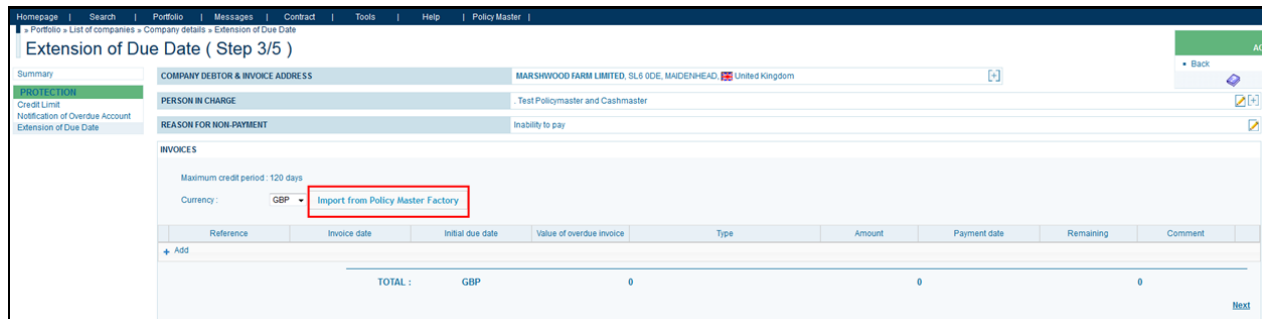 Homepage | Search | Portfolio | Messages | Contract | Tools | Help | Policy Master |
» Portfolio » List of companies » Company details » Extension of Due Date
Extension of Due Date ( Step 3/5 )
AC
Back
Summary
PROTECTION
Credit Limit
Notification of Overdue Account
Extension of Due Date
COMPANY DEBTOR & INVOICE ADDRESS MARSHWOOD FARM LIMITED, SL6 0DE, MAIDENHEAD, United Kingdom [+]
PERSON IN CHARGE . Test Policymaster and Cashmaster [+]
REASON FOR NON-PAYMENT Inability to pay
INVOICES
Maximum credit period : 120 days
Currency : GBP Import from Policy Master Factory
Reference Invoice date Initial due date Value of overdue invoice Type Amount Payment date Remaining Comment
+ Add
TOTAL : GBP 0 0 0
Next